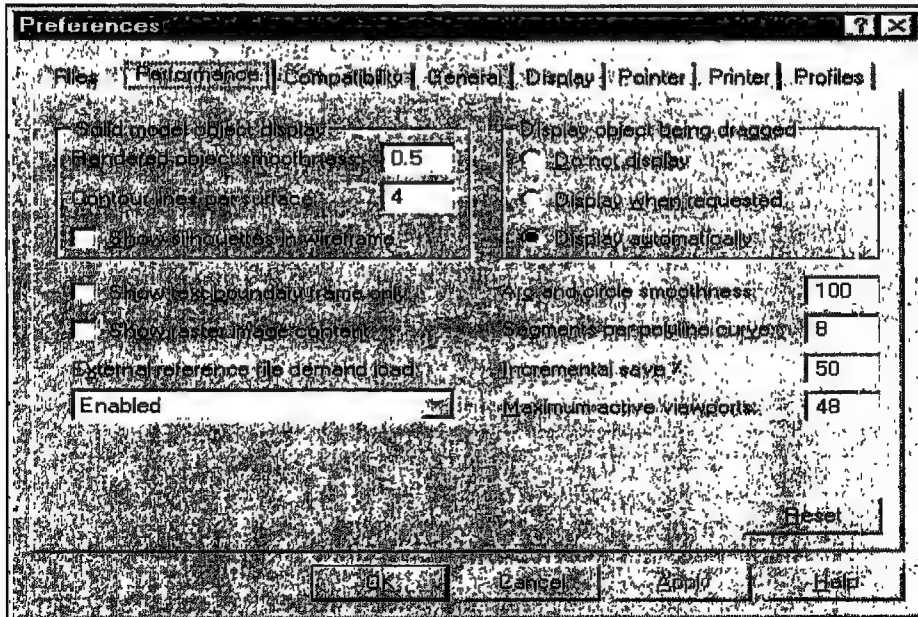 Preferences
Files Performance Compatibility General Display Pointer Printer Profiles
Solid model object display
Rendered object smoothness: 0.5
Contour lines per surface: 4
Show silhouettes in wireframe
Display object being dragged
Do not display
Display when requested
Display automatically
Show text boundary frame only
Show raster image content
External reference file demand load:
Enabled
Arc and circle smoothness: 100
Segments per polyline curve: 8
Incremental save %: 50
Maximum active viewports: 48
Reset
OK Cancel Apply Help